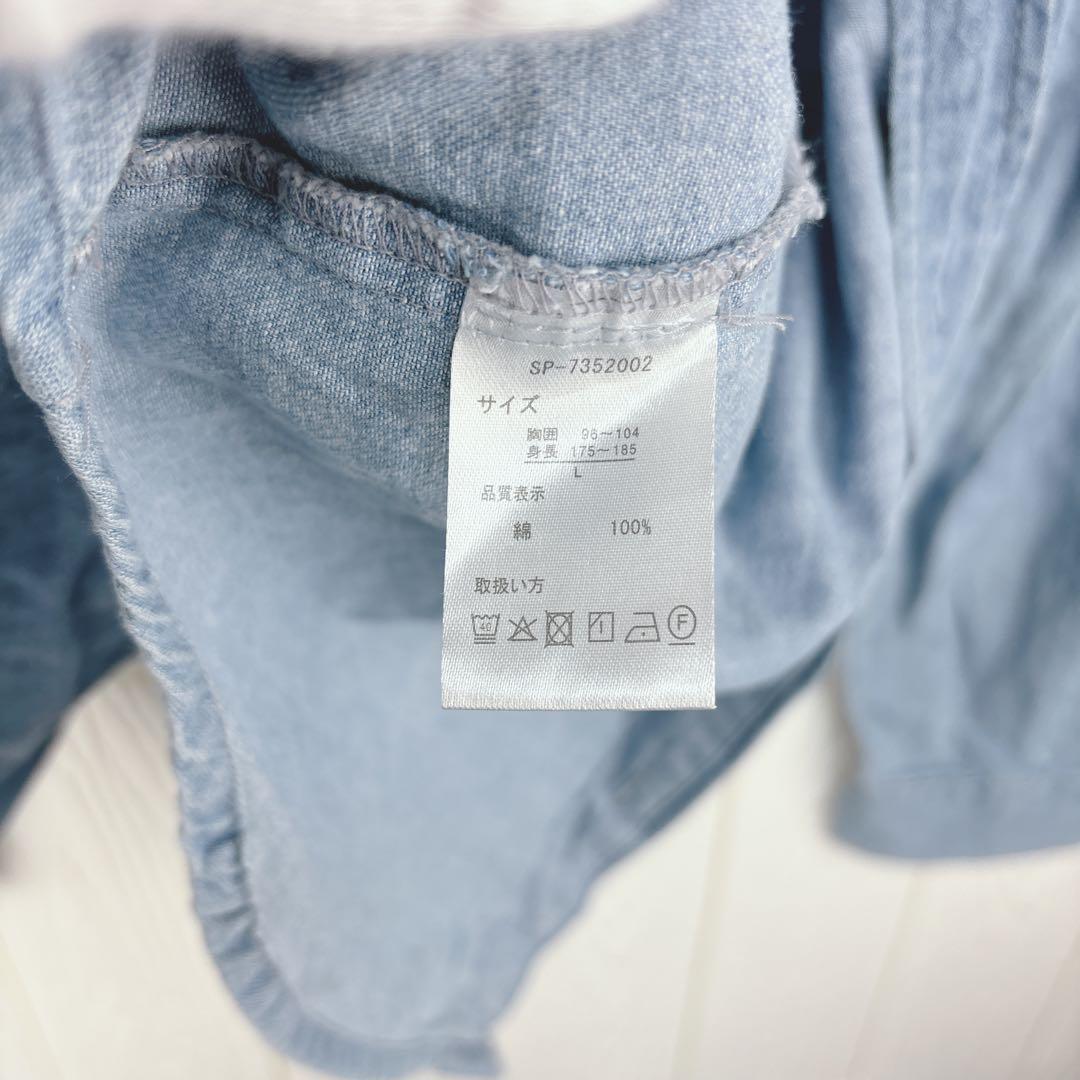 SP-7352002
サイズ
胸囲 96~104
身長 175~185
L
品質表示
綿 100%
取扱い方
40
F